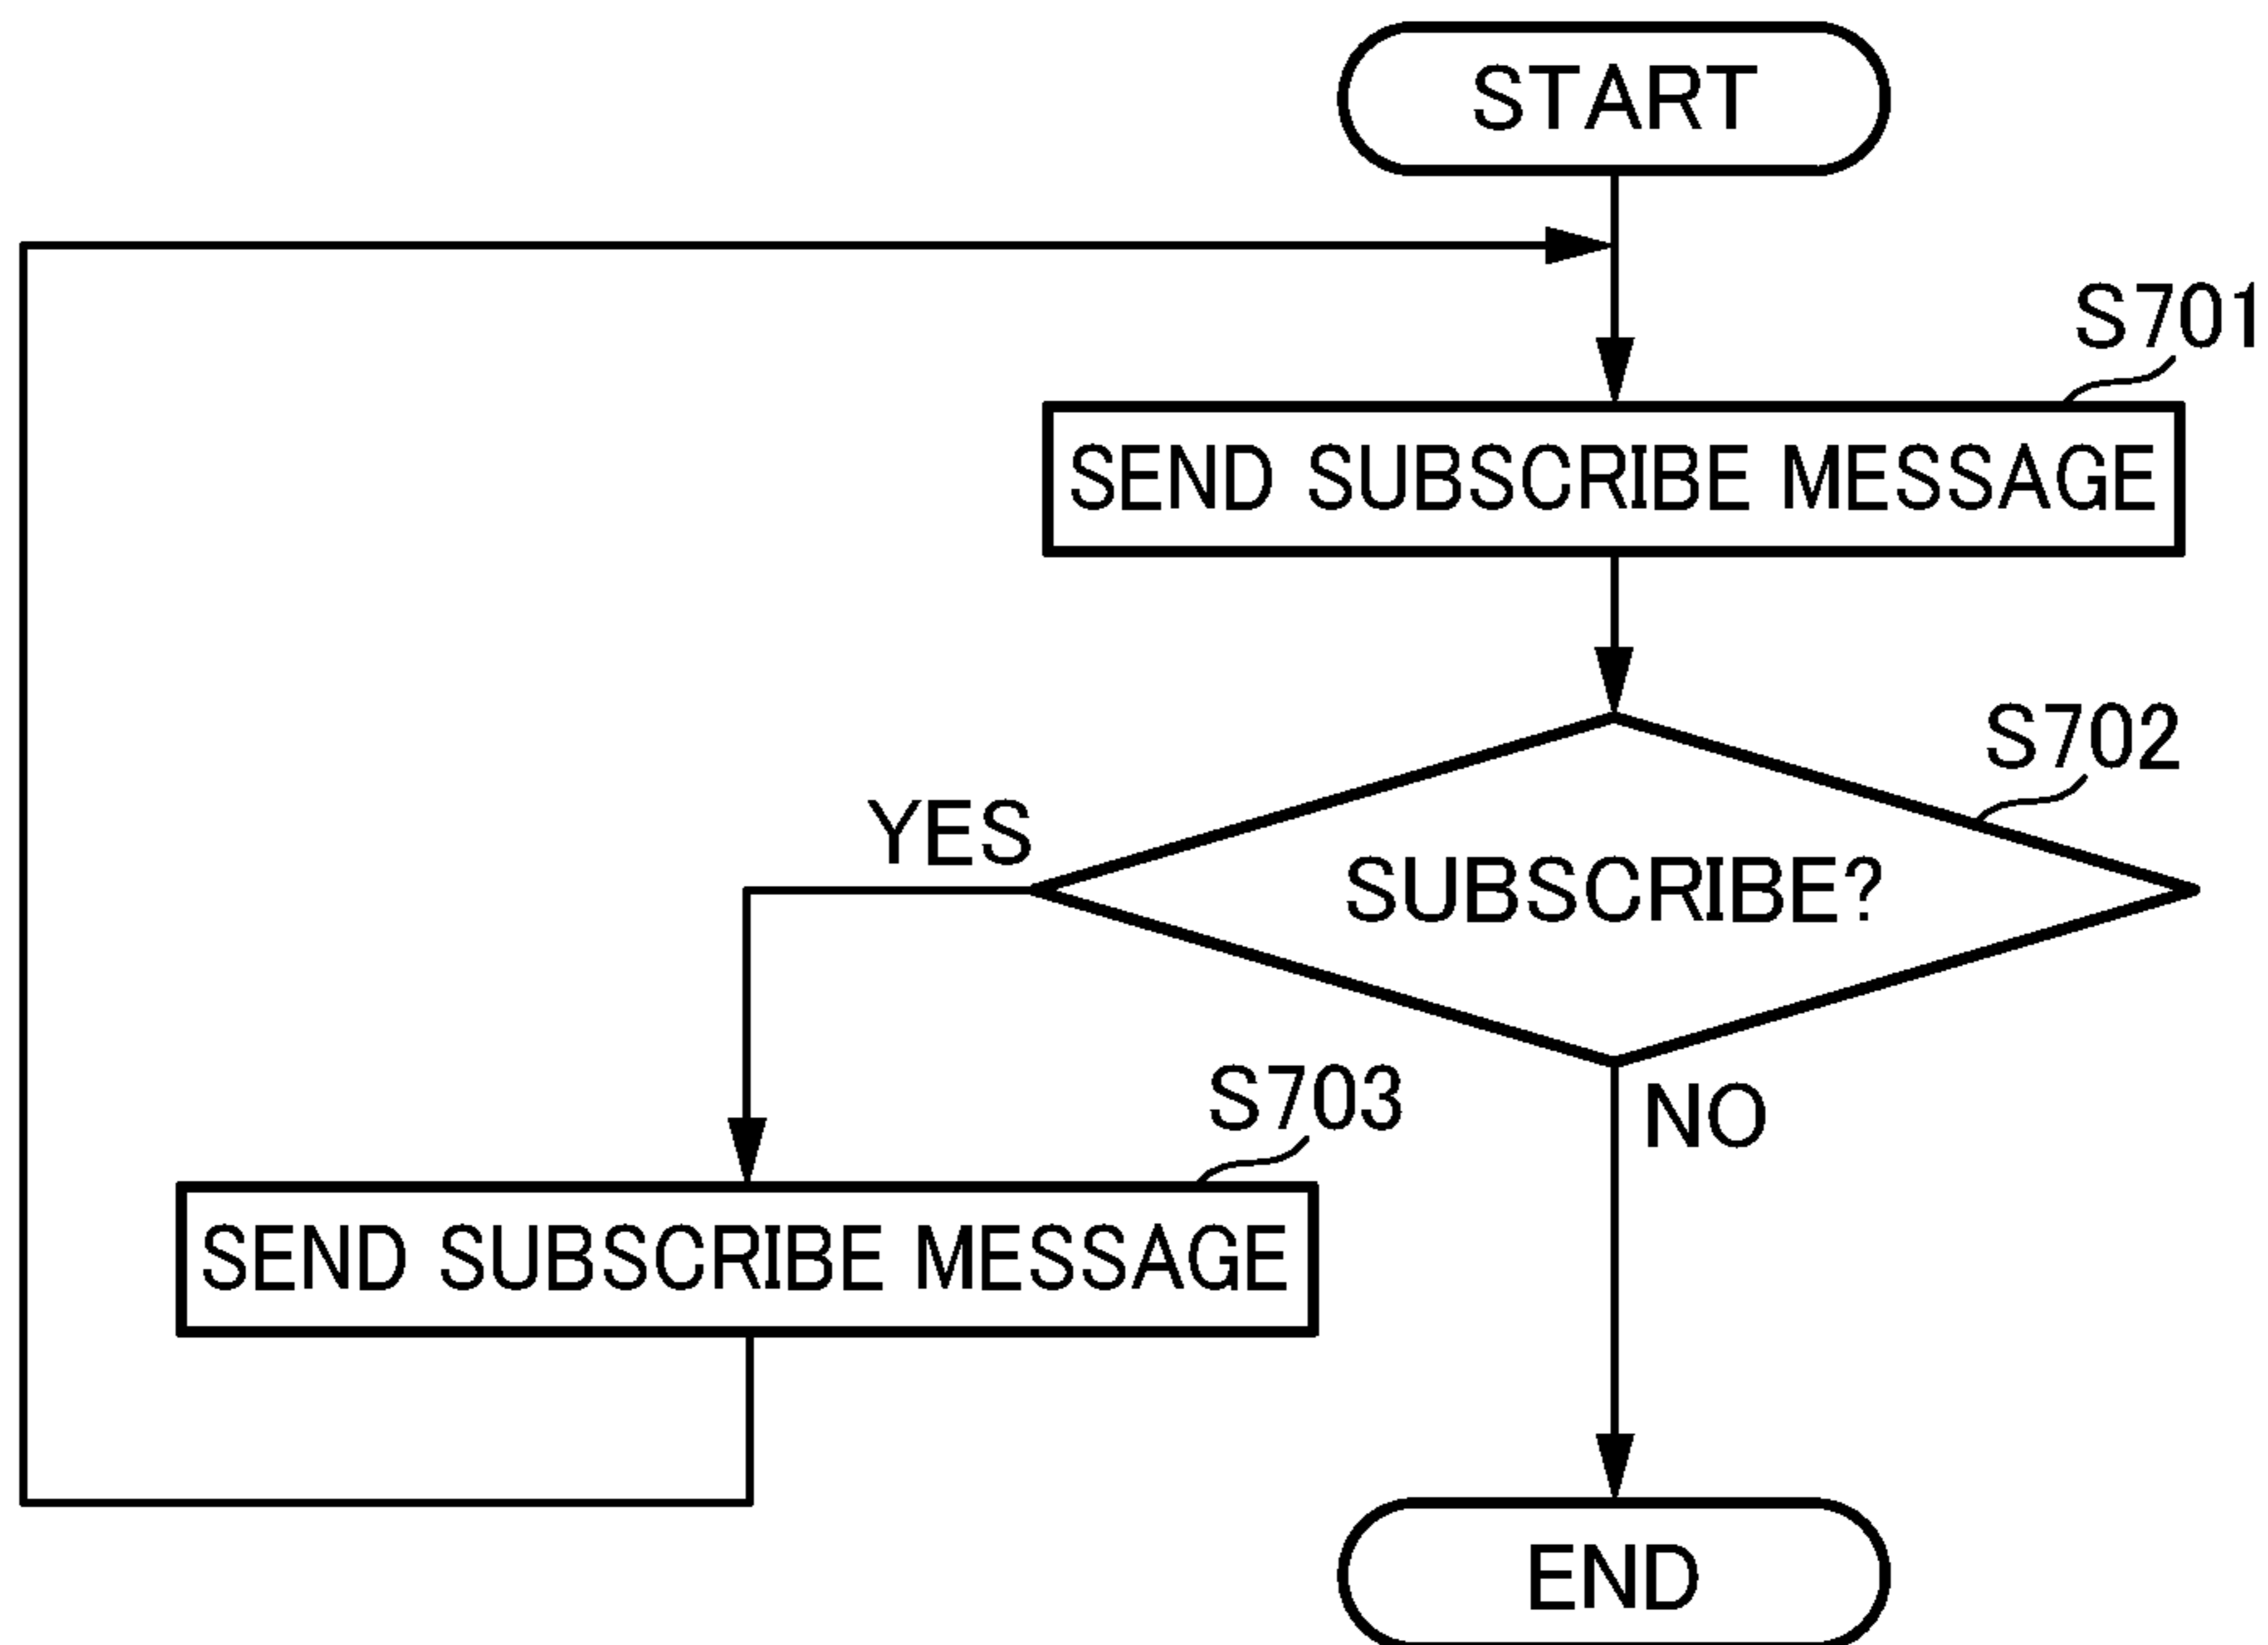 START
S701
SEND SUBSCRIBE MESSAGE
S702
YES
SUBSCRIBE?
NO
S703
SEND SUBSCRIBE MESSAGE
END